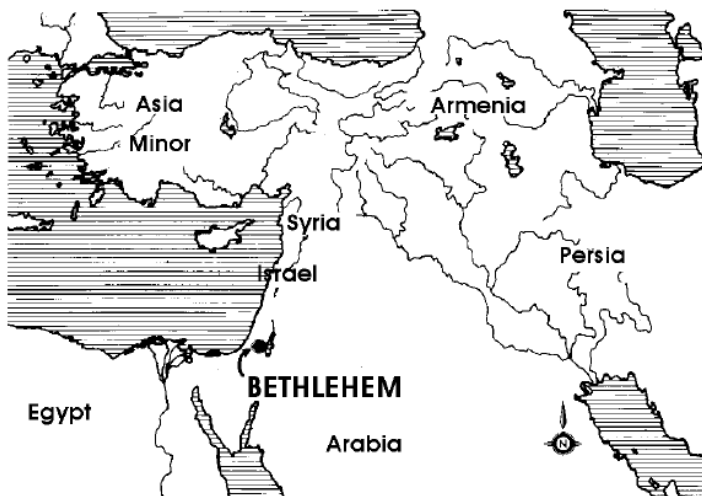 Asia
Minor
Armenia
Syria
Persia
Israel
BETHLEHEM
Egypt
Arabia
N